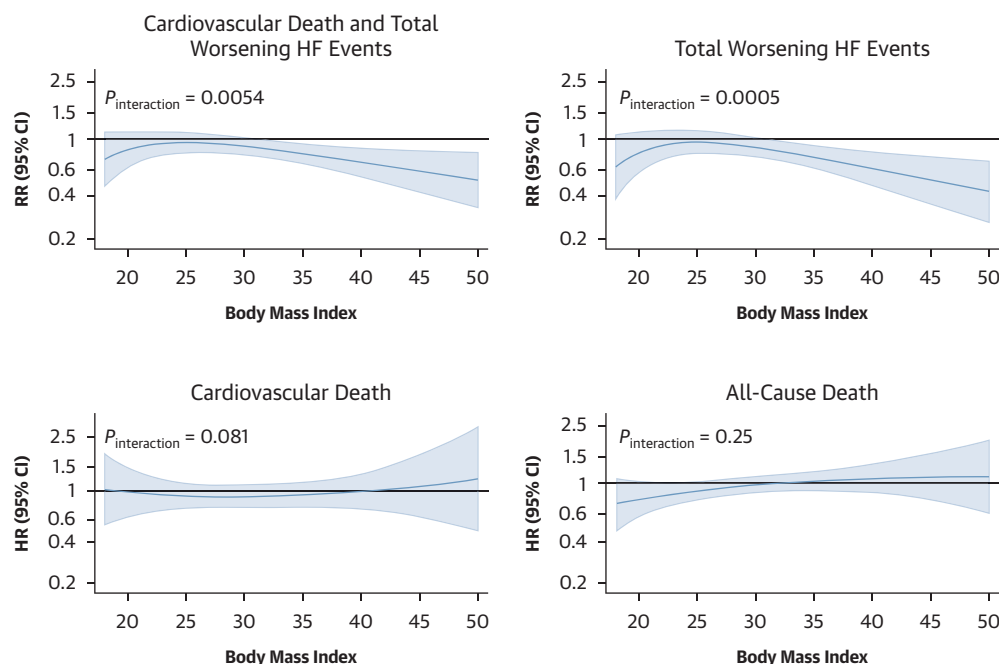 Cardiovascular Death and Total
Worsening HF Events
P interaction = 0.0054
RR (95% CI)
2.5
1.5
1
0.6
0.4
0.2
20 25 30 35 40 45 50
Body Mass Index
Total Worsening HF Events
P interaction = 0.0005
RR (95% CI)
2.5
1.5
1
0.6
0.4
0.2
20 25 30 35 40 45 50
Body Mass Index
Cardiovascular Death
P interaction = 0.081
HR (95% CI)
2.5
1.5
1
0.6
0.4
0.2
20 25 30 35 40 45 50
Body Mass Index
All-Cause Death
P interaction = 0.25
HR (95% CI)
2.5
1.5
1
0.6
0.4
0.2
20 25 30 35 40 45 50
Body Mass Index